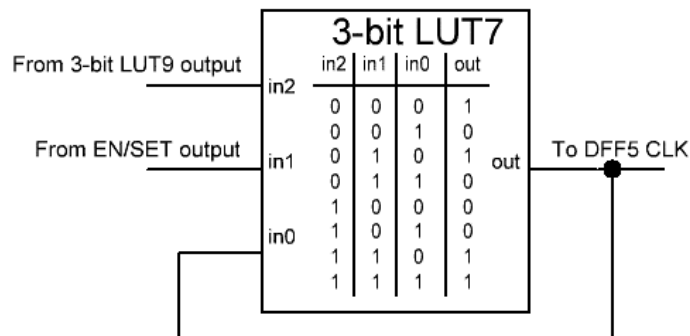 3-bit LUT7
From 3-bit LUT9 output
in2 in1 in0 out
in2
0 0 0 1
0 0 1 0
From EN/SET output
0 1 0 1
in1
out
To DFF5 CLK
0 1 1 0
1 0 0 0
in0
1 0 1 0
1 1 0 1
1 1 1 1